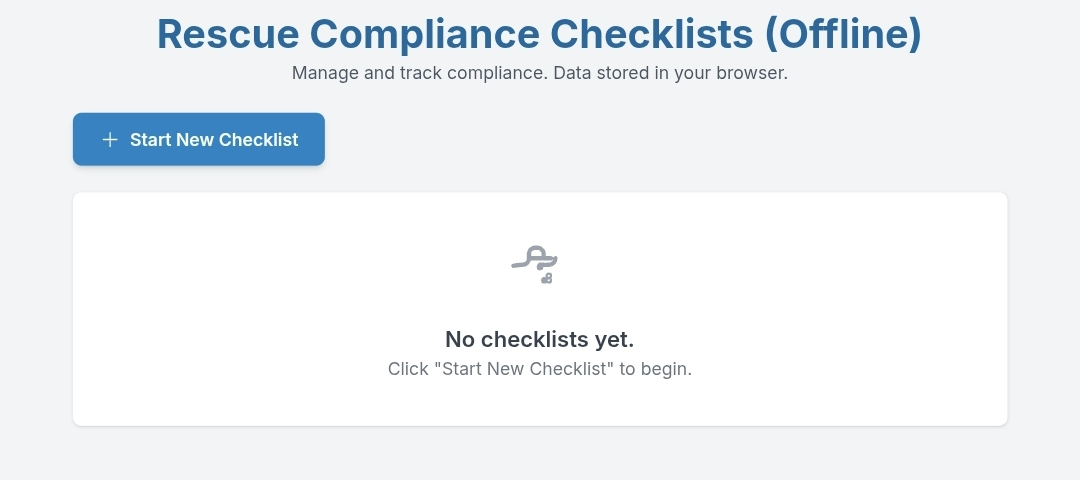 Rescue Compliance Checklists (Offline)
Manage and track compliance. Data stored in your browser.
Start New Checklist
No checklists yet.
Click "Start New Checklist" to begin.